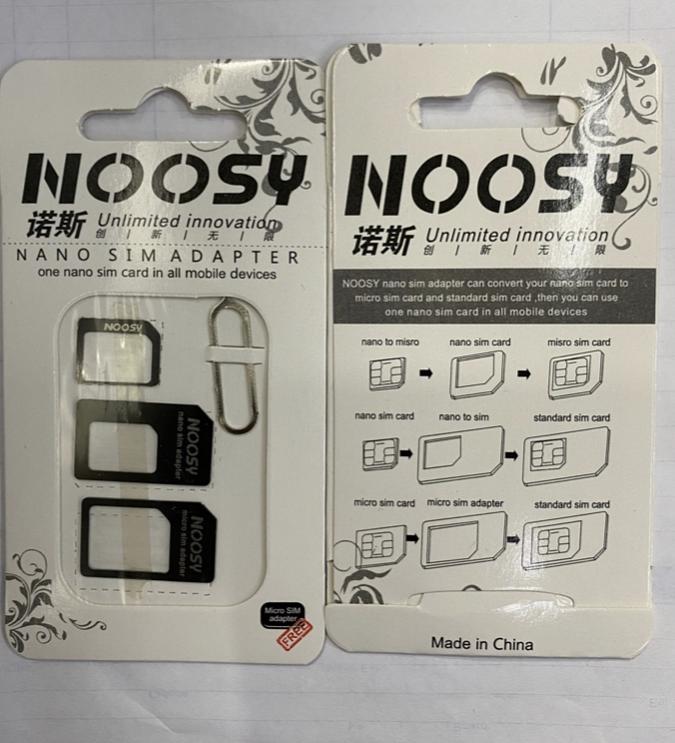 NOOSY
诺斯 Unlimited innovation
创 | 新 | 无 | 限
NANO SIM ADAPTER
one nano sim card in all mobile devices
NOOSY
NOOSY
nano sim adapter
NOOSY
micro sim adapter
Micro SIM
adapter
FREE
NOOSY
诺斯 Unlimited innovation
创 | 新 | 无 | 限
NOOSY nano sim adapter can convert your nano sim card to
micro sim card and standard sim card ,then you can use
one nano sim card in all mobile devices
nano to misro nano sim card misro sim card
nano sim card nano to sim standard sim card
micro sim card micro sim adapter standard sim card
Made in China